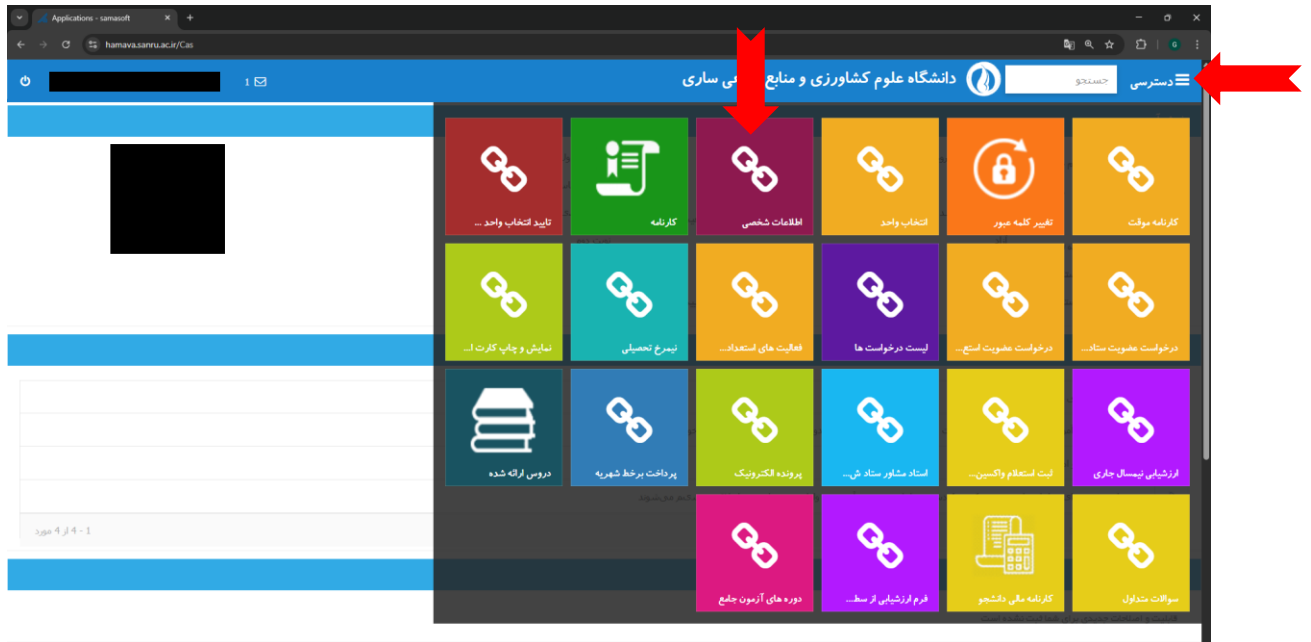 Applications - samasoft
hamava.sanru.ac.ir/Cas
G
دسترسی
جستجو
دانشگاه علوم کشاورزی و منابع عی ساری
1
کارنامه موقت
تغییر کلمه عبور
انتخاب واحد
اطلاعات شخصی
کارنامه
تایید انتخاب واحد ...
درخواست عضویت ستاد...
درخواست عضویت استع...
لیست درخواست ها
فعالیت های استعداد...
نیمرخ تحصیلی
نمایش و چاپ کارت ا...
ارزشیابی نیمسال جاری
ثبت استعلام واکسین...
استاد مشاور ستاد ش...
پرونده الکترونیک
پرداخت برخط شهریه
دروس ارائه شده
سوالات متداول
کارنامه مالی دانشجو
فرم ارزشیابی از سط...
دوره های آزمون جامع
1 - 4 از 4 مورد